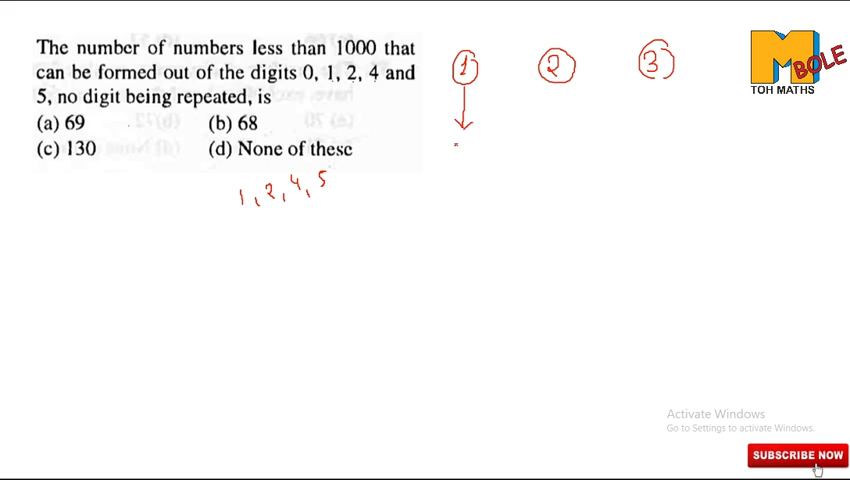 The number of numbers less than 1000 that
can be formed out of the digits 0, 1, 2, 4 and
5, no digit being repeated, is
(a) 69 (b) 68
(c) 130 (d) None of these
1, 2, 4, 5
1 2 3
M BOLE
TOH MATHS
Activate Windows
Go to Settings to activate Windows.
SUBSCRIBE NOW